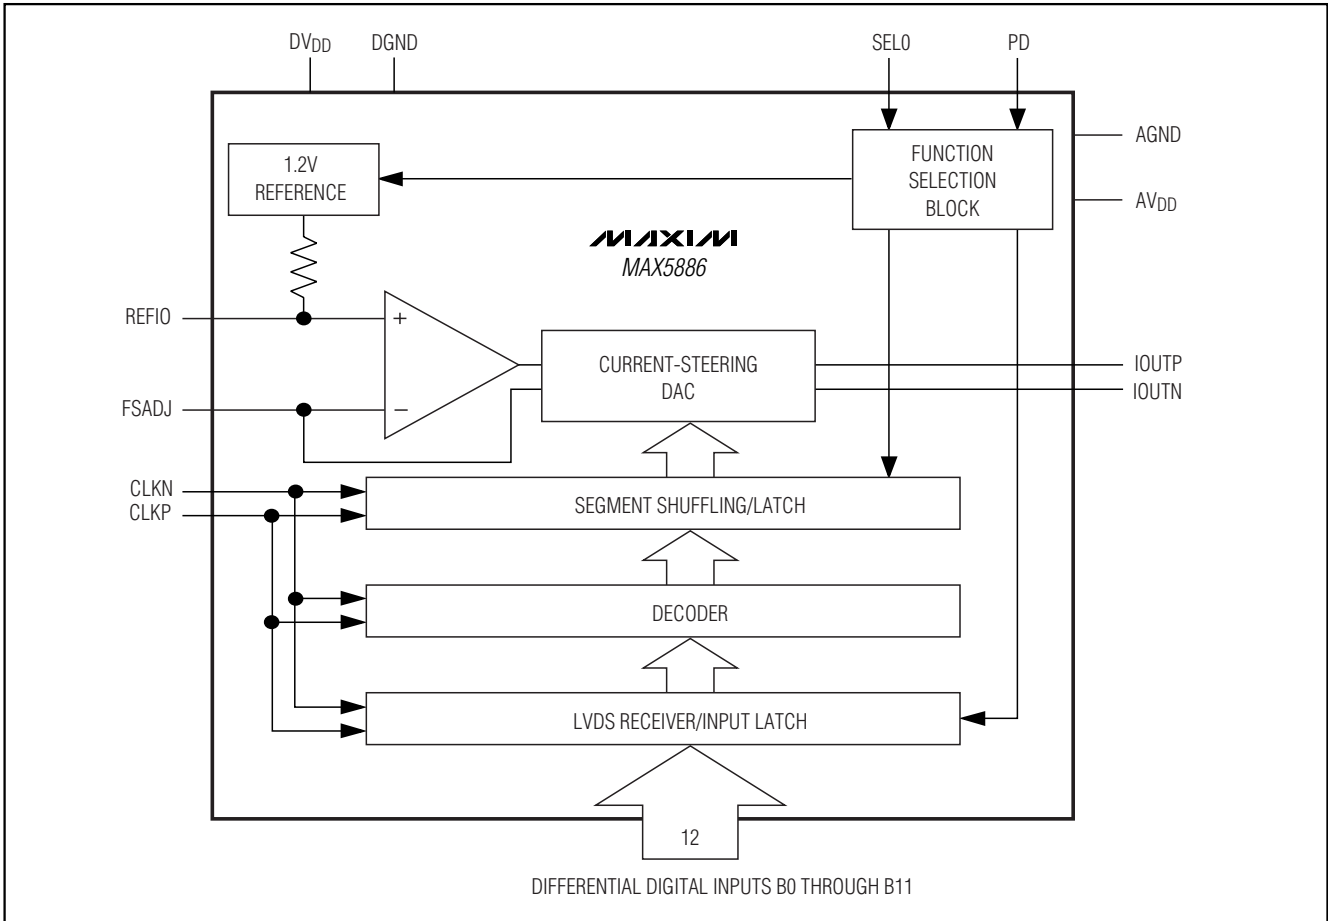 DVDD
DGND
SEL0
PD
AGND
AVDD
1.2V
REFERENCE
FUNCTION
SELECTION
BLOCK
MAXIM
MAX5886
REFIO
+
CURRENT-STEERING
DAC
IOUTP
IOUTN
FSADJ
−
CLKN
CLKP
SEGMENT SHUFFLING/LATCH
DECODER
LVDS RECEIVER/INPUT LATCH
12
DIFFERENTIAL DIGITAL INPUTS B0 THROUGH B11